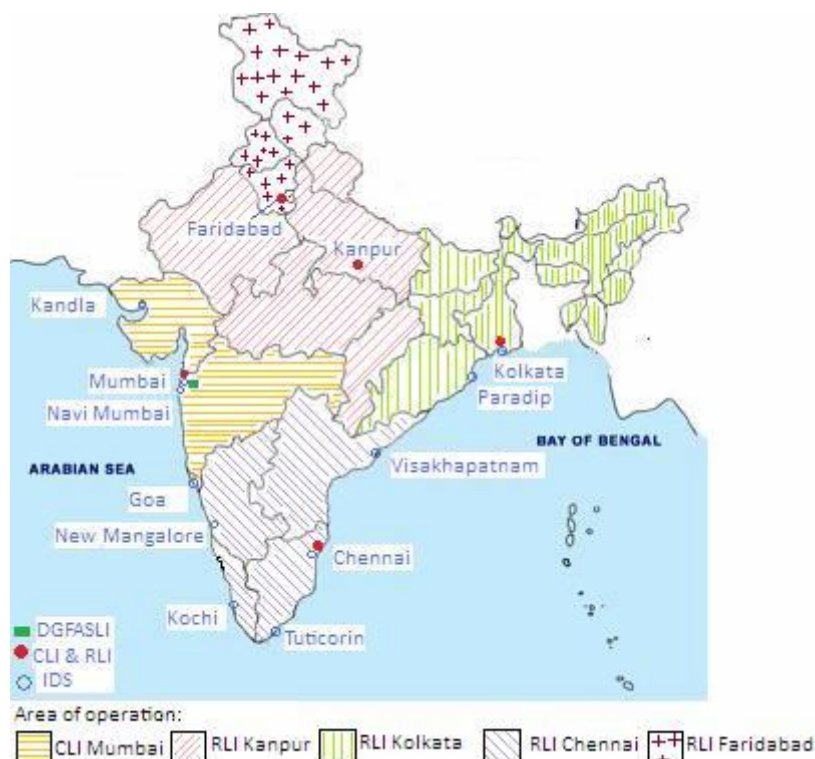 Faridabad
Kanpur
Kandla
Mumbai
Navi Mumbai
Kolkata
Paradip
BAY OF BENGAL
Visakhapatnam
ARABIAN SEA
Goa
New Mangalore
Chennai
Kochi
Tuticorin
DGFASLI
CLI & RLI
IDS
Area of operation:
CLI Mumbai RLI Kanpur RLI Kolkata RLI Chennai RLI Faridabad